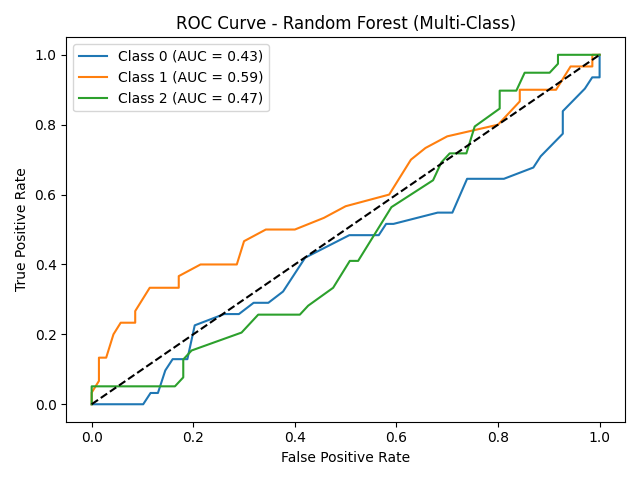 ROC Curve - Random Forest (Multi-Class)
Class 0 (AUC = 0.43)
Class 1 (AUC = 0.59)
Class 2 (AUC = 0.47)
True Positive Rate
1.0
0.8
0.6
0.4
0.2
0.0
0.0 0.2 0.4 0.6 0.8 1.0
False Positive Rate